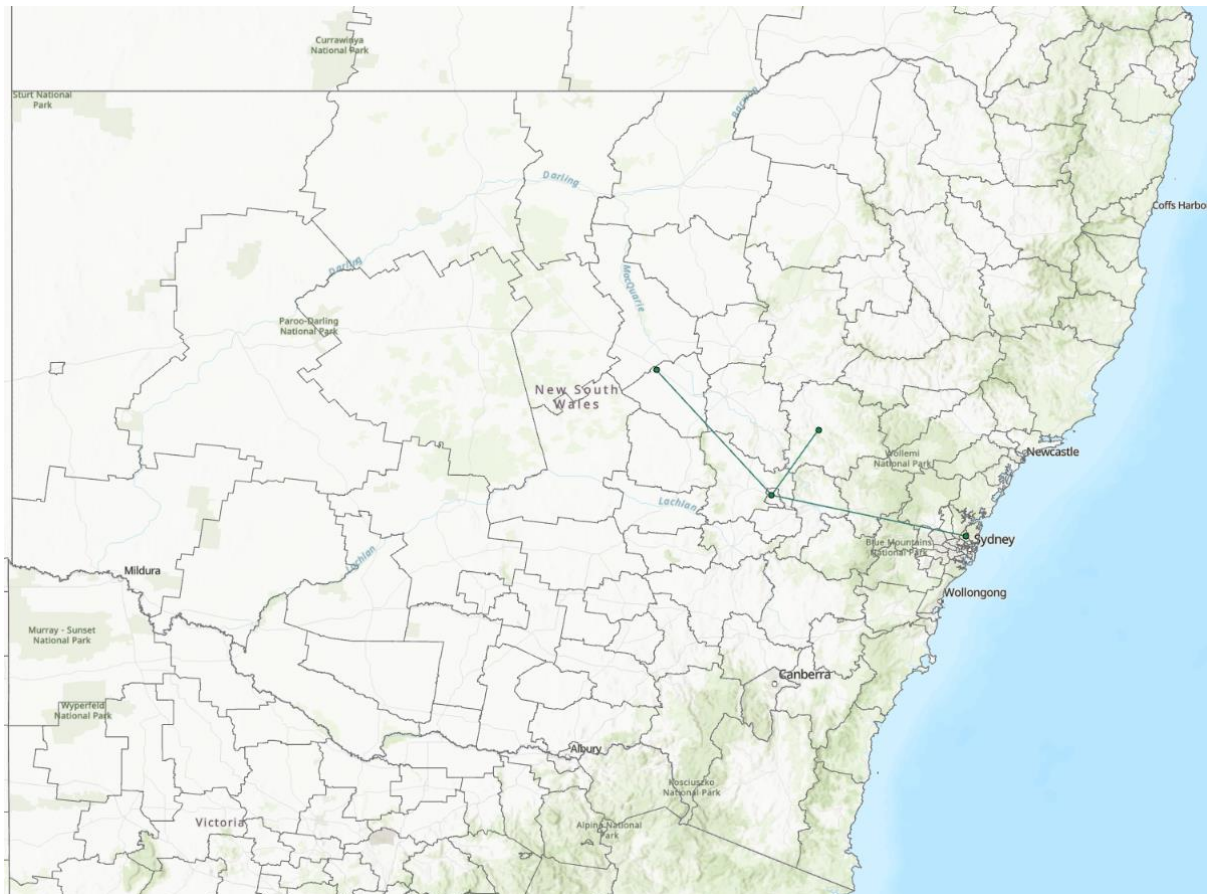 Currawinya
National Park
Sturt National
Park
Barwon
Darling
Coffs Harbo
Darling
MacQuarie
Paroo-Darling
National Park
New South
Wales
Wollemi
National Park
Newcastle
Lachlan
Sydney
Blue Mountains
National Park
Lachlan
Mildura
Wollongong
Murray - Sunset
National Park
Canberra
Wyperfeld
National Park
Albury
Kosciuszko
National Park
Victoria
Alpine National
Park